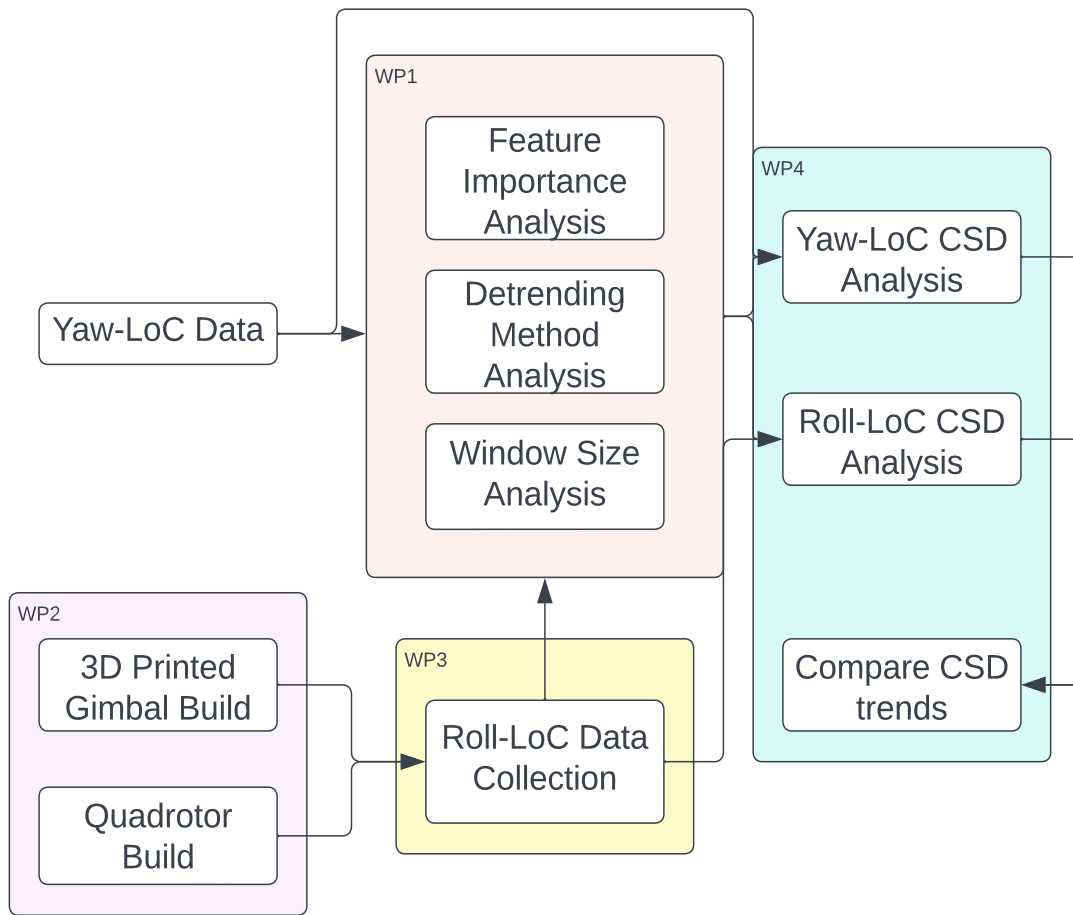 WP1
Feature
Importance
Analysis
Detrending
Method
Analysis
Window Size
Analysis
Yaw-LoC Data
WP2
3D Printed
Gimbal Build
Quadrotor
Build
WP3
Roll-LoC Data
Collection
WP4
Yaw-LoC CSD
Analysis
Roll-LoC CSD
Analysis
Compare CSD
trends